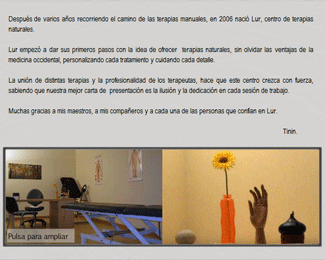 Después de varios años recorriendo el camino de las terapias manuales, en 2006 nació Lur, centro de terapias
naturales.
Lur empezó a dar sus primeros pasos con la idea de ofrecer terapias naturales, sin olvidar las ventajas de la
medicina occidental, personalizando cada tratamiento y cuidando cada detalle.
La unión de distintas terapias y la profesionalidad de los terapeutas, hace que este centro crezca con fuerza,
sabiendo que nuestra mejor carta de presentación es la ilusión y la dedicación en cada sesión de trabajo.
Muchas gracias a mis maestros, a mis compañeros y a cada una de las personas que confian en Lur.
Tinin.
Pulsa para ampliar